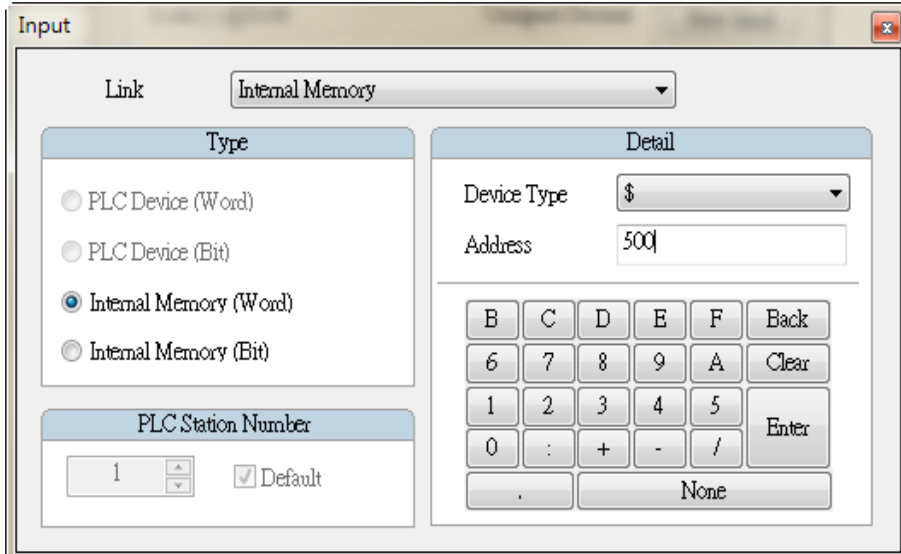 Input
Link Internal Memory
Type
PLC Device (Word)
PLC Device (Bit)
Internal Memory (Word)
Internal Memory (Bit)
PLC Station Number
1 Default
Detail
Device Type $
Address 500
B C D E F Back
6 7 8 9 A Clear
1 2 3 4 5 Enter
0 : + - /
. None